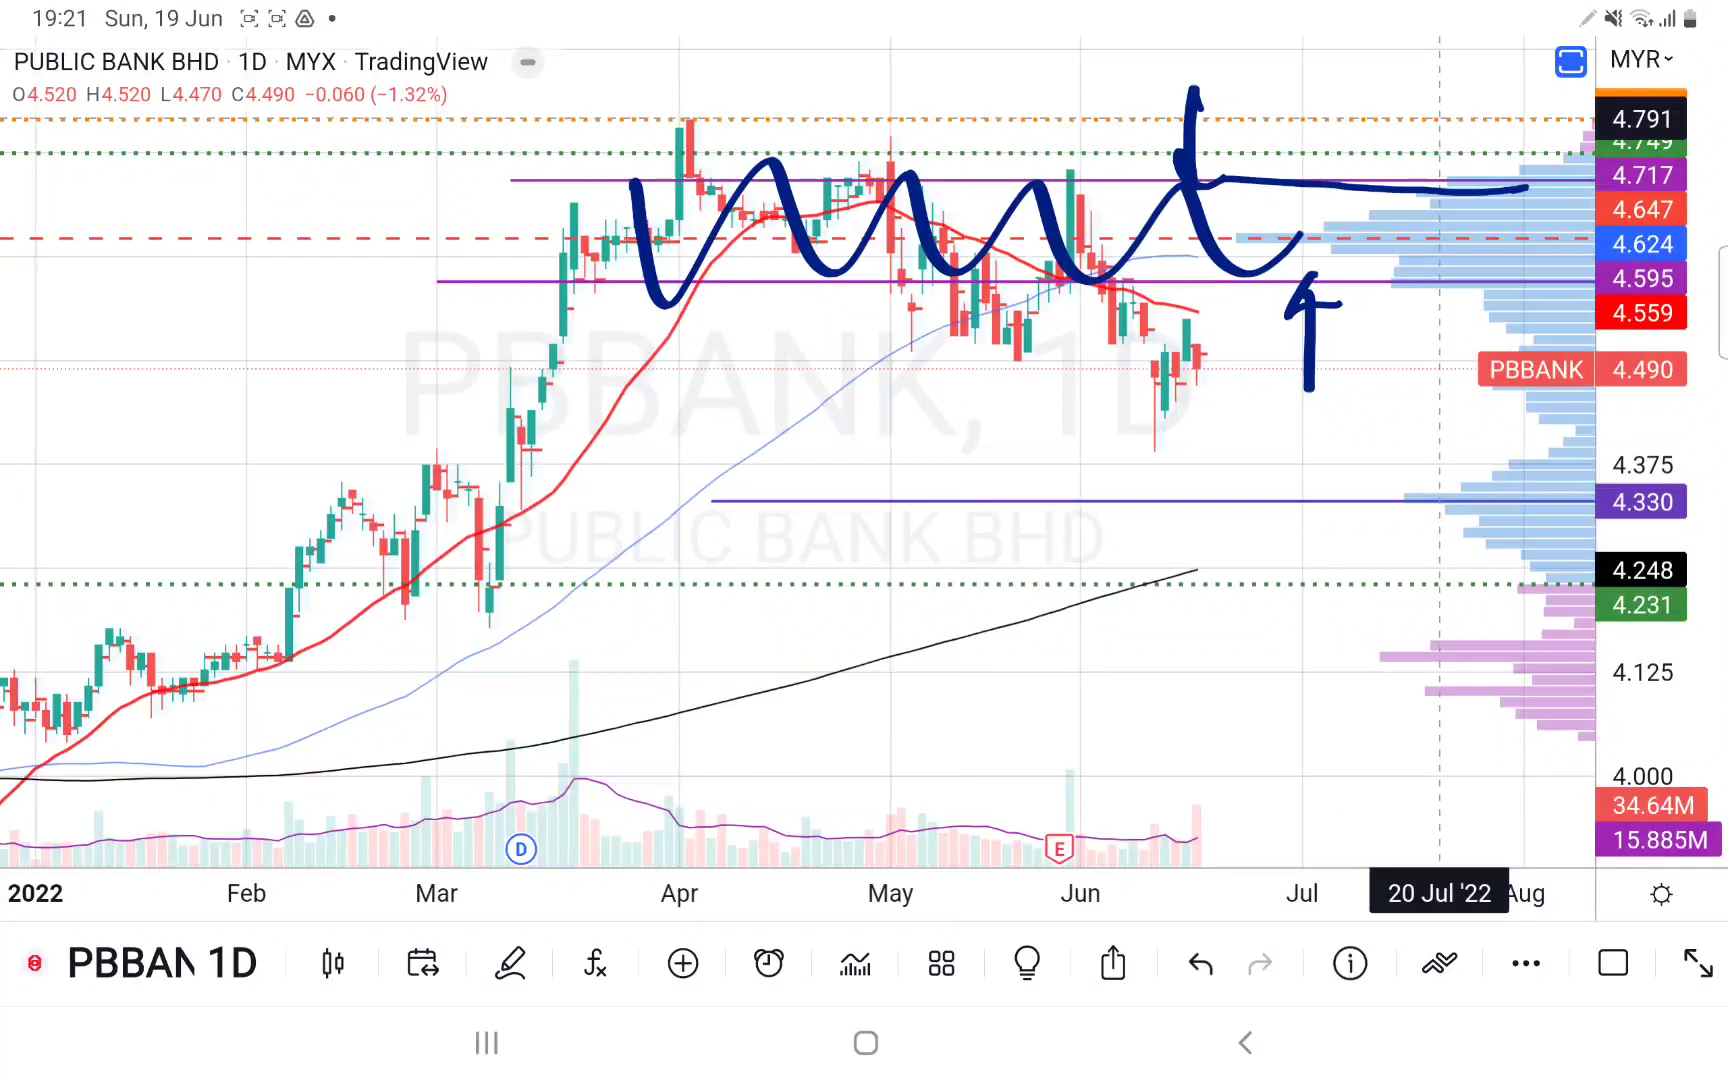 19:21 Sun, 19 Jun
PUBLIC BANK BHD · 1D · MYX · TradingView
MYR
O4.520 H4.520 L4.470 C4.490 −0.060 (−1.32%)
4.791
4.749
4.717
4.647
4.624
4.595
4.559
PBBANK 4.490
PBBANK, 1D
4.375
4.330
PUBLIC BANK BHD
4.248
4.231
4.125
4.000
34.64M
15.885M
D
E
2022 Feb Mar Apr May Jun Jul 20 Jul '22 Aug
PBBAN 1D